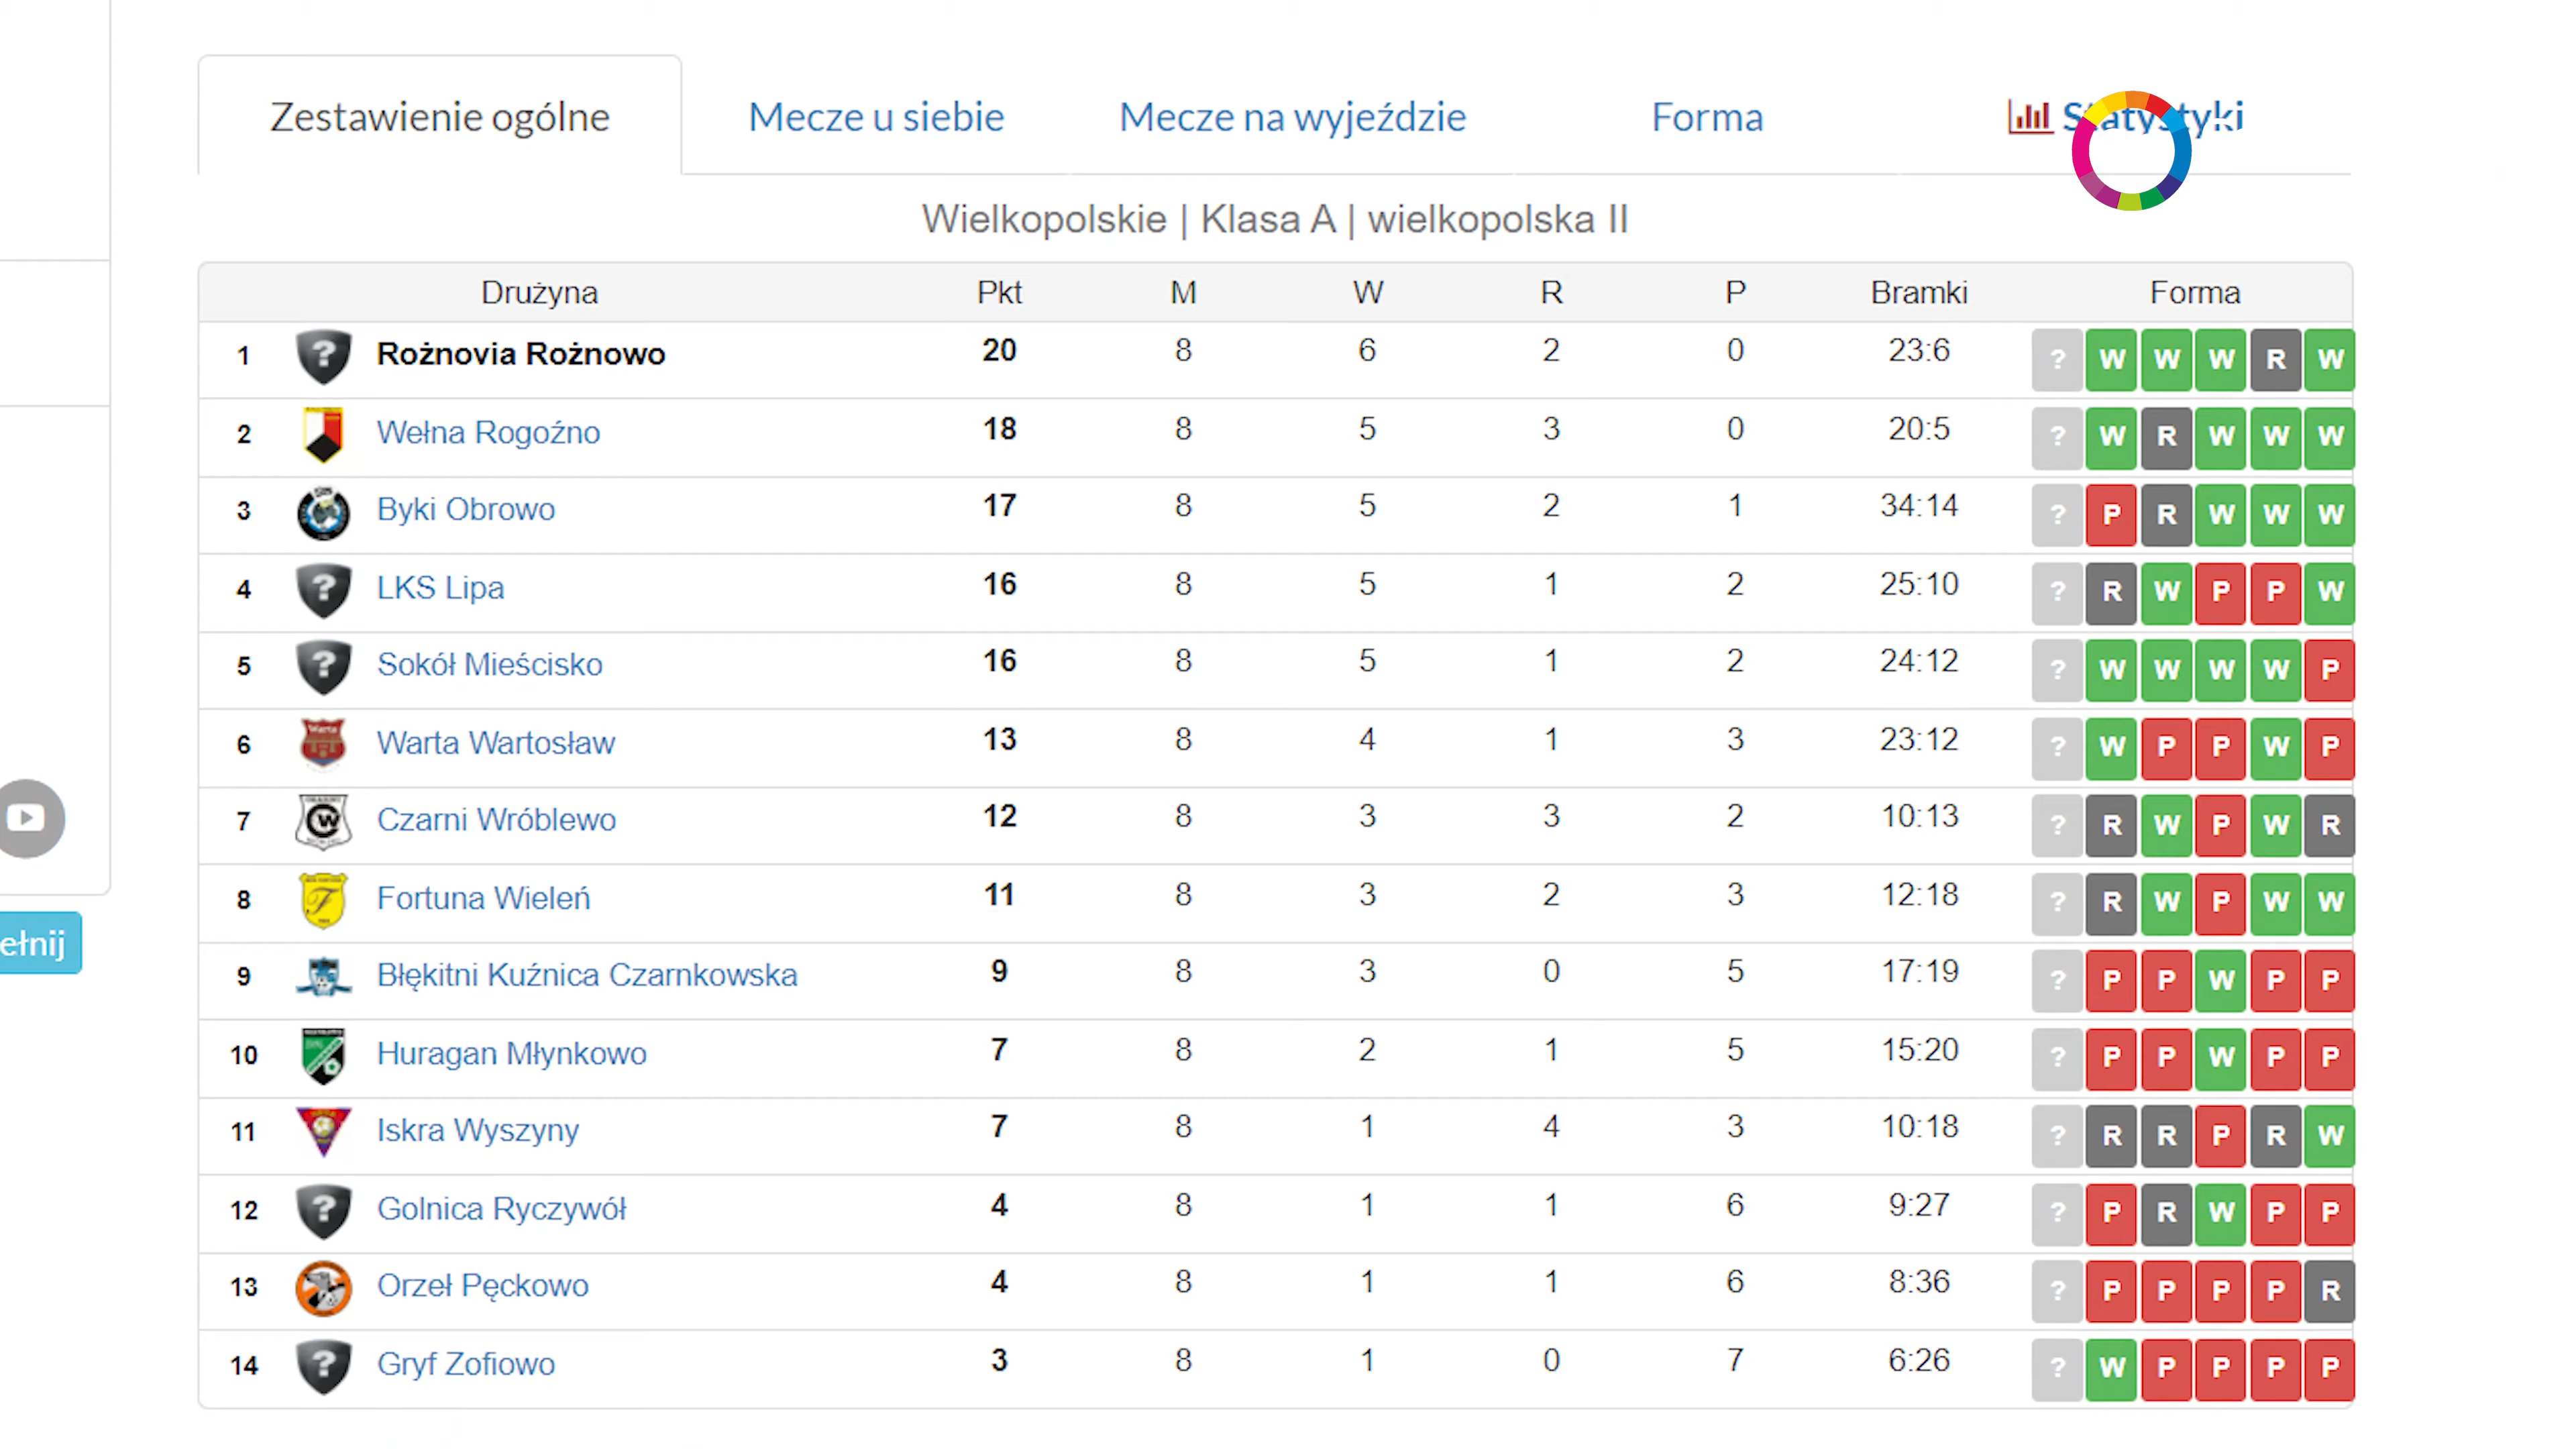 Zestawienie ogólne Mecze u siebie Mecze na wyjeździe Forma Statystyki
Wielkopolskie | Klasa A | wielkopolska II
Drużyna Pkt M W R P Bramki Forma
1 ? Rożnovia Rożnowo 20 8 6 2 0 23:6 ? W W W R W
2 Wełna Rogoźno 18 8 5 3 0 20:5 ? W R W W W
3 Byki Obrowo 17 8 5 2 1 34:14 ? P R W W W
4 ? LKS Lipa 16 8 5 1 2 25:10 ? R W P P W
5 ? Sokół Mieścisko 16 8 5 1 2 24:12 ? W W W W P
6 Warta Wartosław 13 8 4 1 3 23:12 ? W P P W P
7 CW Czarni Wróblewo 12 8 3 3 2 10:13 ? R W P W R
8 F Fortuna Wieleń 11 8 3 2 3 12:18 ? R W P W W
ełnij
9 Błękitni Kuźnica Czarnkowska 9 8 3 0 5 17:19 ? P P W P P
10 Huragan Młynkowo 7 8 2 1 5 15:20 ? P P W P P
11 Iskra Wyszyny 7 8 1 4 3 10:18 ? R R P R W
12 ? Golnica Ryczywół 4 8 1 1 6 9:27 ? P R W P P
13 Orzeł Pęckowo 4 8 1 1 6 8:36 ? P P P P R
14 ? Gryf Zofiowo 3 8 1 0 7 6:26 ? W P P P P